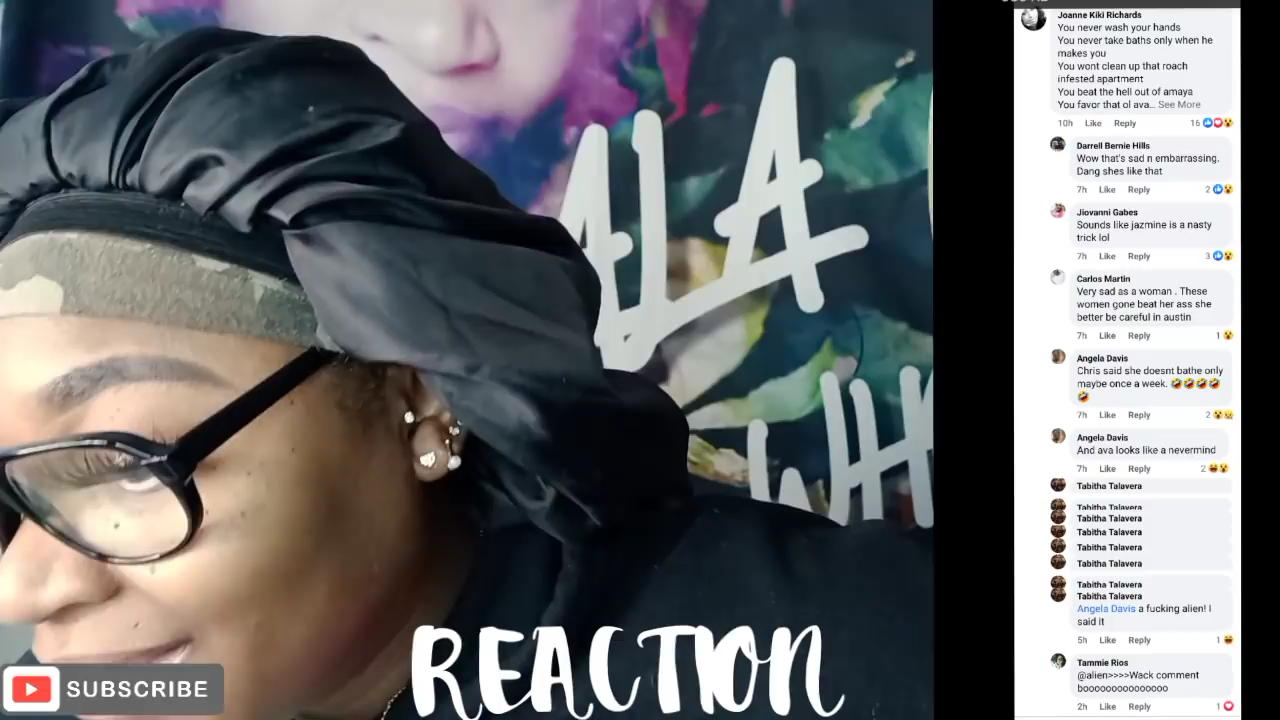 ALA
WH
REACTION
SUBSCRIBE
Joanne Kiki Richards
You never wash your hands
You never take baths only when he
makes you
You wont clean up that roach
infested apartment
You beat the hell out of amaya
You favor that ol ava... See More
10h Like Reply 16
Darrell Bernie Hills
Wow that's sad n embarrassing.
Dang shes like that
7h Like Reply 2
Jiovanni Gabes
Sounds like jazmine is a nasty
trick lol
7h Like Reply 3
Carlos Martin
Very sad as a woman . These
women gone beat her ass she
better be careful in austin
7h Like Reply 1
Angela Davis
Chris said she doesnt bathe only
maybe once a week. 🤣🤣🤣🤣
🤣
7h Like Reply 2
Angela Davis
And ava looks like a nevermind
7h Like Reply 2
Tabitha Talavera
Tabitha Talavera
Tabitha Talavera
Tabitha Talavera
Tabitha Talavera
Tabitha Talavera
Tabitha Talavera
Tabitha Talavera
Angela Davis a fucking alien! I
said it
5h Like Reply 1
Tammie Rios
@alien>>>>Wack comment
booooooooooooooo
2h Like Reply 1